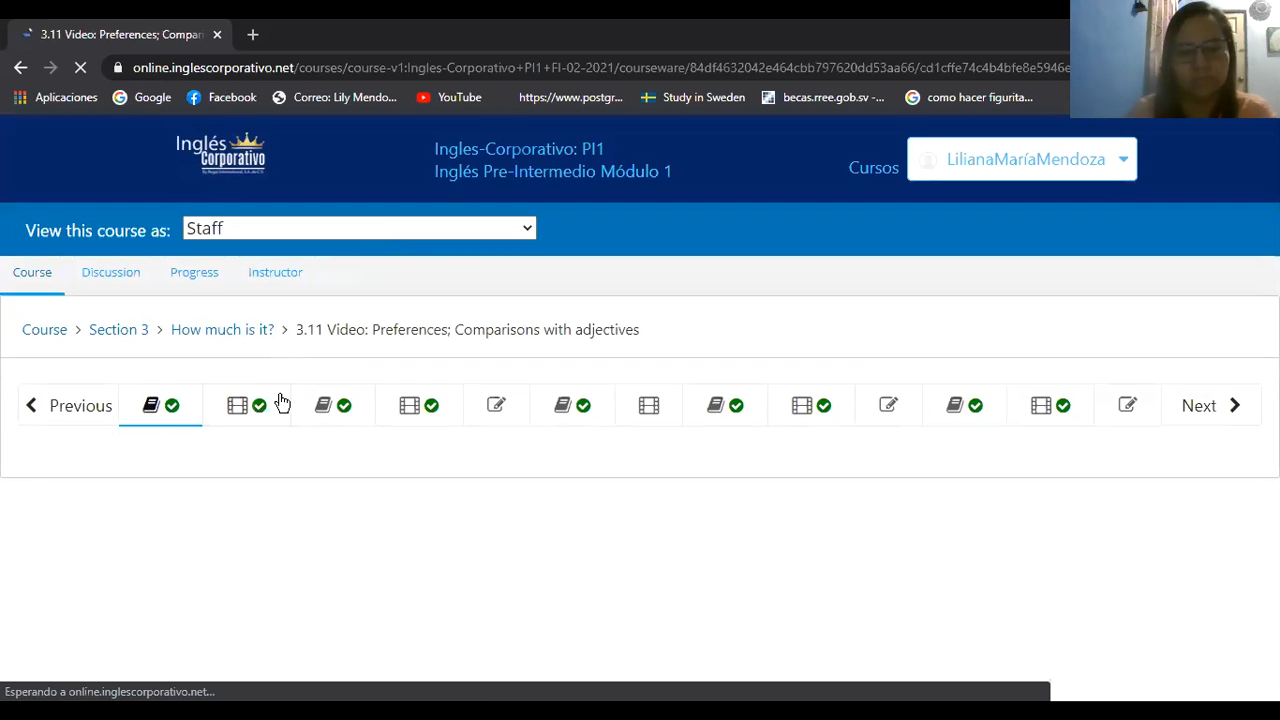 3.11 Video: Preferences; Compar
online.inglescorporativo.net/courses/course-v1:Ingles-Corporativo+PI1+FI-02-2021/courseware/84df4632042e464cbb797620dd53aa66/cd1cffe74c4b4bfe8e5946e
Aplicaciones Google Facebook Correo: Lily Mendo... YouTube https://www.postgr... Study in Sweden becas.rree.gob.sv -... como hacer figurita...
Inglés
Corporativo
Ingles-Corporativo: PI1
Inglés Pre-Intermedio Módulo 1
Cursos
LilianaMaríaMendoza
View this course as: Staff
Course Discussion Progress Instructor
Course > Section 3 > How much is it? > 3.11 Video: Preferences; Comparisons with adjectives
Previous Next
Esperando a online.inglescorporativo.net...